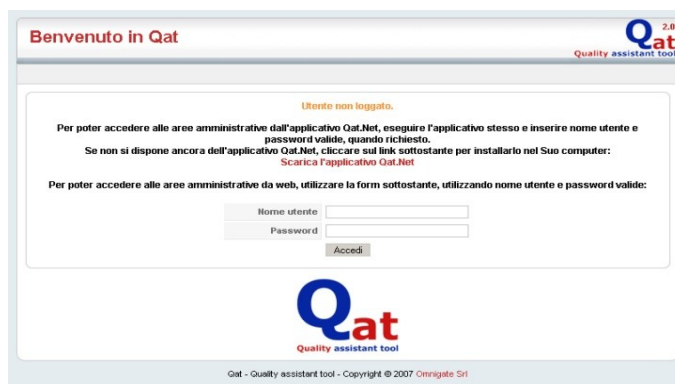 Benvenuto in Qat
2.0
Qat
Quality assistant tool
Utente non loggato.
Per poter accedere alle aree amministrative dall'applicativo Qat.Net, eseguire l'applicativo stesso e inserire nome utente e
password valide, quando richiesto.
Se non si dispone ancora dell'applicativo Qat.Net, cliccare sul link sottostante per installarlo nel Suo computer:
Scarica l'applicativo Qat.Net
Per poter accedere alle aree amministrative da web, utilizzare la form sottostante, utilizzando nome utente e password valide:
Nome utente
Password
Accedi
Qat
Quality assistant tool
Qat - Quality assistent tool - Copyright © 2007 Omnigate Srl